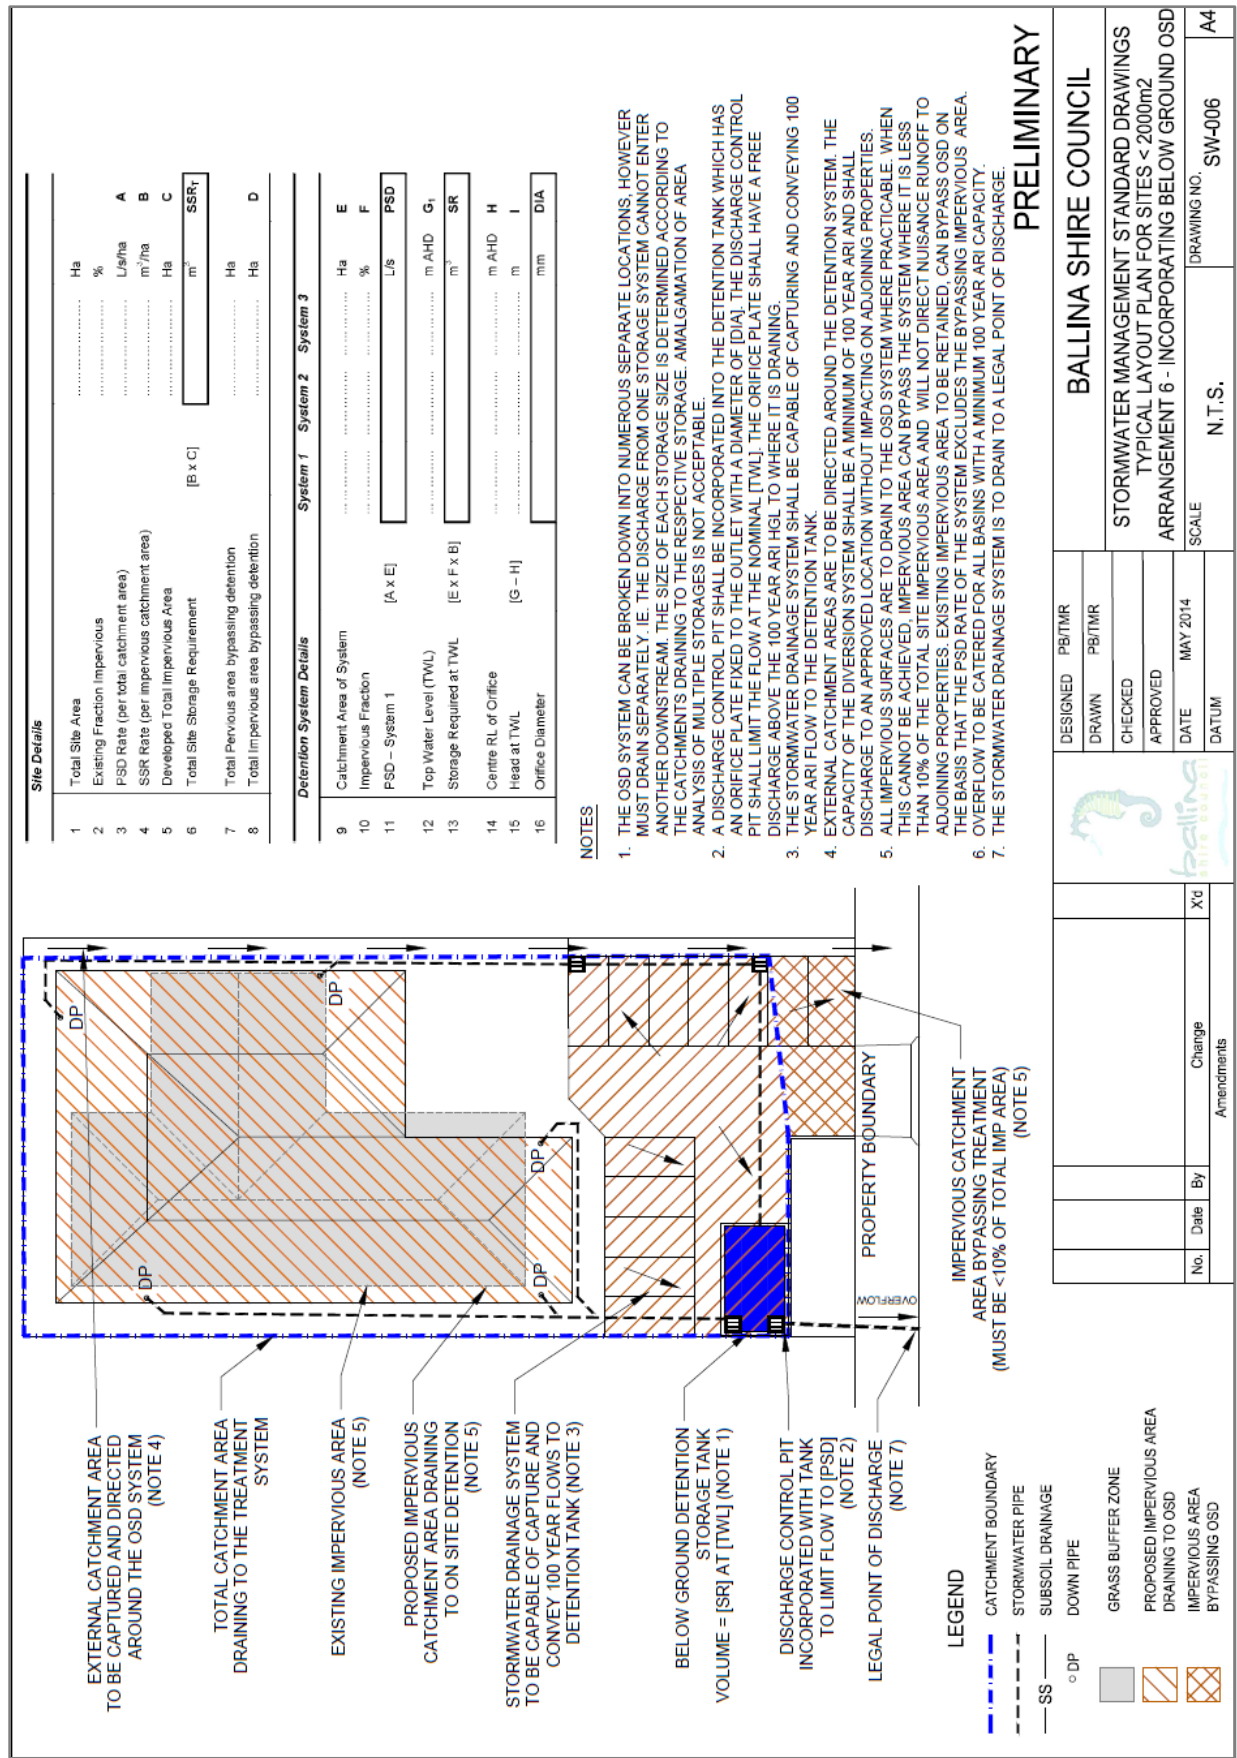 EXTERNAL CATCHMENT AREA
TO BE CAPTURED AND DIRECTED
AROUND THE OSD SYSTEM
(NOTE 4)
TOTAL CATCHMENT AREA
DRAINING TO THE TREATMENT
SYSTEM
EXISTING IMPERVIOUS AREA
(NOTE 5)
PROPOSED IMPERVIOUS
CATCHMENT AREA DRAINING
TO ON SITE DETENTION
(NOTE 5)
STORMWATER DRAINAGE SYSTEM
TO BE CAPABLE OF CAPTURE AND
CONVEY 100 YEAR FLOWS TO
DETENTION TANK (NOTE 3)
BELOW GROUND DETENTION
STORAGE TANK
VOLUME = [SR] AT [TWL] (NOTE 1)
DISCHARGE CONTROL PIT
INCORPORATED WITH TANK
TO LIMIT FLOW TO [PSD]
(NOTE 2)
LEGAL POINT OF DISCHARGE
(NOTE 7)
DP
DP
DP
DP
DP
OVERFLOW
PROPERTY BOUNDARY
IMPERVIOUS CATCHMENT
AREA BYPASSING TREATMENT
(MUST BE <10% OF TOTAL IMP AREA)
(NOTE 5)
LEGEND
CATCHMENT BOUNDARY
STORMWATER PIPE
SS SUBSOIL DRAINAGE
DP DOWN PIPE
GRASS BUFFER ZONE
PROPOSED IMPERVIOUS AREA
DRAINING TO OSD
IMPERVIOUS AREA
BYPASSING OSD
Site Details
1 Total Site Area .................. Ha
2 Existing Fraction Impervious .................. %
3 PSD Rate (per total catchment area) .................. L/s/ha A
4 SSR Rate (per impervious catchment area) .................. m³/ha B
5 Developed Total Impervious Area .................. Ha C
6 Total Site Storage Requirement [B x C] m³ SSRT
7 Total Pervious area bypassing detention .................. Ha
8 Total Impervious area bypassing detention .................. Ha D
Detention System Details System 1 System 2 System 3
9 Catchment Area of System .................. .................. .................. Ha E
10 Impervious Fraction .................. .................. .................. % F
11 PSD – System 1 [A x E] L/s PSD
12 Top Water Level (TWL) .................. .................. .................. m AHD G1
13 Storage Required at TWL [E x F x B] m³ SR
14 Centre RL of Orifice .................. .................. .................. m AHD H
15 Head at TWL [G – H] .................. .................. .................. m I
16 Orifice Diameter mm DIA
NOTES
1. THE OSD SYSTEM CAN BE BROKEN DOWN INTO NUMEROUS SEPARATE LOCATIONS, HOWEVER
MUST DRAIN SEPARATELY. IE. THE DISCHARGE FROM ONE STORAGE SYSTEM CANNOT ENTER
ANOTHER DOWNSTREAM. THE SIZE OF EACH STORAGE SIZE IS DETERMINED ACCORDING TO
THE CATCHMENTS DRAINING TO THE RESPECTIVE STORAGE. AMALGAMATION OF AREA
ANALYSIS OF MULTIPLE STORAGES IS NOT ACCEPTABLE.
2. A DISCHARGE CONTROL PIT SHALL BE INCORPORATED INTO THE DETENTION TANK WHICH HAS
AN ORIFICE PLATE FIXED TO THE OUTLET WITH A DIAMETER OF [DIA]. THE DISCHARGE CONTROL
PIT SHALL LIMIT THE FLOW AT THE NOMINAL [TWL]. THE ORIFICE PLATE SHALL HAVE A FREE
DISCHARGE ABOVE THE 100 YEAR ARI HGL TO WHERE IT IS DRAINING.
3. THE STORMWATER DRAINAGE SYSTEM SHALL BE CAPABLE OF CAPTURING AND CONVEYING 100
YEAR ARI FLOW TO THE DETENTION TANK.
4. EXTERNAL CATCHMENT AREAS ARE TO BE DIRECTED AROUND THE DETENTION SYSTEM. THE
CAPACITY OF THE DIVERSION SYSTEM SHALL BE A MINIMUM OF 100 YEAR ARI AND SHALL
DISCHARGE TO AN APPROVED LOCATION WITHOUT IMPACTING ON ADJOINING PROPERTIES.
5. ALL IMPERVIOUS SURFACES ARE TO DRAIN TO THE OSD SYSTEM WHERE PRACTICABLE. WHEN
THIS CANNOT BE ACHIEVED, IMPERVIOUS AREA CAN BYPASS THE SYSTEM WHERE IT IS LESS
THAN 10% OF THE TOTAL SITE IMPERVIOUS AREA AND WILL NOT DIRECT NUISANCE RUNOFF TO
ADJOINING PROPERTIES. EXISTING IMPERVIOUS AREA TO BE RETAINED, CAN BYPASS OSD ON
THE BASIS THAT THE PSD RATE OF THE SYSTEM EXCLUDES THE BYPASSING IMPERVIOUS AREA.
6. OVERFLOW TO BE CATERED FOR ALL BASINS WITH A MINIMUM 100 YEAR ARI CAPACITY.
7. THE STORMWATER DRAINAGE SYSTEM IS TO DRAIN TO A LEGAL POINT OF DISCHARGE.
PRELIMINARY
No. Date By Change X'd
Amendments
ballina
shire council
DESIGNED PB/TMR
DRAWN PB/TMR
CHECKED
APPROVED
DATE MAY 2014
DATUM
BALLINA SHIRE COUNCIL
STORMWATER MANAGEMENT STANDARD DRAWINGS
TYPICAL LAYOUT PLAN FOR SITES < 2000m2
ARRANGEMENT 6 - INCORPORATING BELOW GROUND OSD
SCALE N.T.S.
DRAWING NO. SW-006
A4